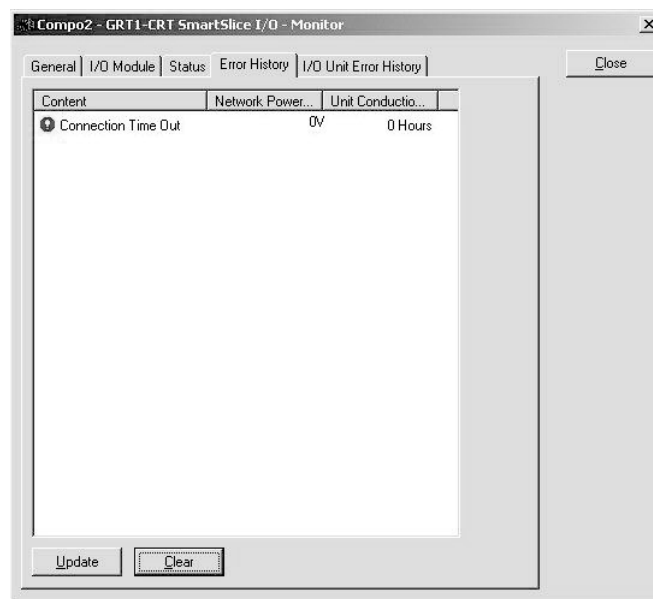 Compo2 - GRT1-CRT SmartSlice I/O - Monitor
General I/O Module Status Error History I/O Unit Error History
Close
Content Network Power... Unit Conductio...
Connection Time Out 0V 0 Hours
Update Clear